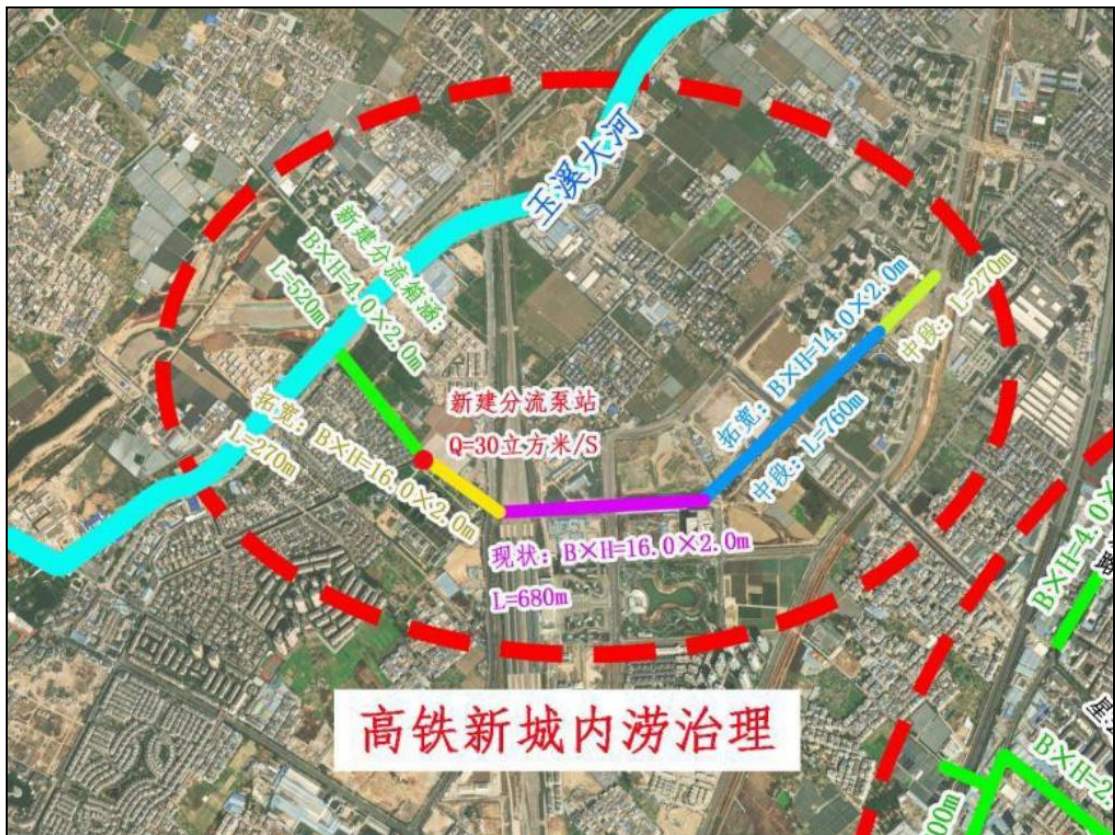 玉溪大河
新建分流箱涵：
B×H=4.0×2.0m
L=520m
新建分流泵站
Q=30立方米/S
拓宽：B×H=16.0×2.0m
L=270m
现状：B×H=16.0×2.0m
L=680m
拓宽：B×H=14.0×2.0m
中段：L=760m
中段：L=270m
高铁新城内涝治理
B×H=4.0×
路
星
B×H=2.
00m